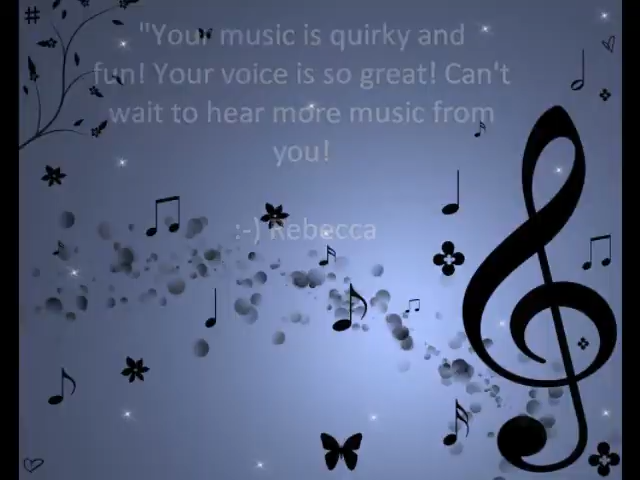 "Your music is quirky and
fun! Your voice is so great! Can't
wait to hear more music from
you!
:-) Rebecca